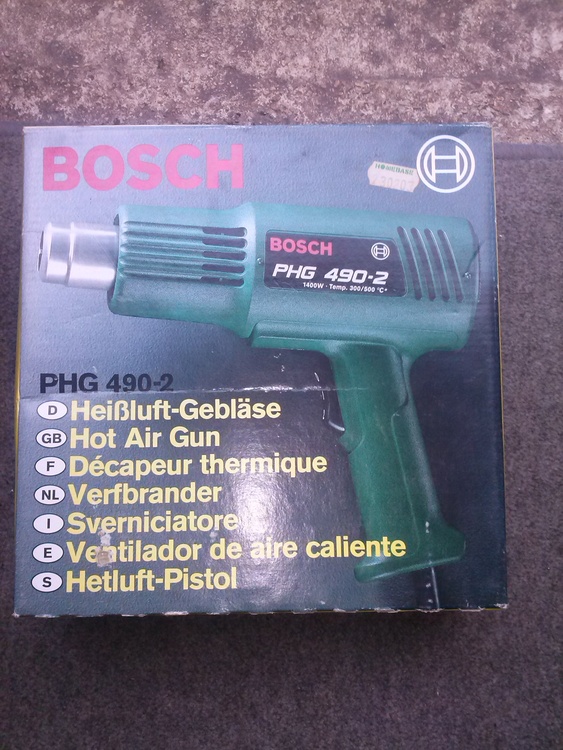 BOSCH
HOMEBASE
BOSCH
PHG 490-2
1400W · Temp. 300/500 °C*
PHG 490-2
D Heißluft-Gebläse
GB Hot Air Gun
F Décapeur thermique
NL Verfbrander
I Sverniciatore
E Ventilador de aire caliente
S Hetluft-Pistol